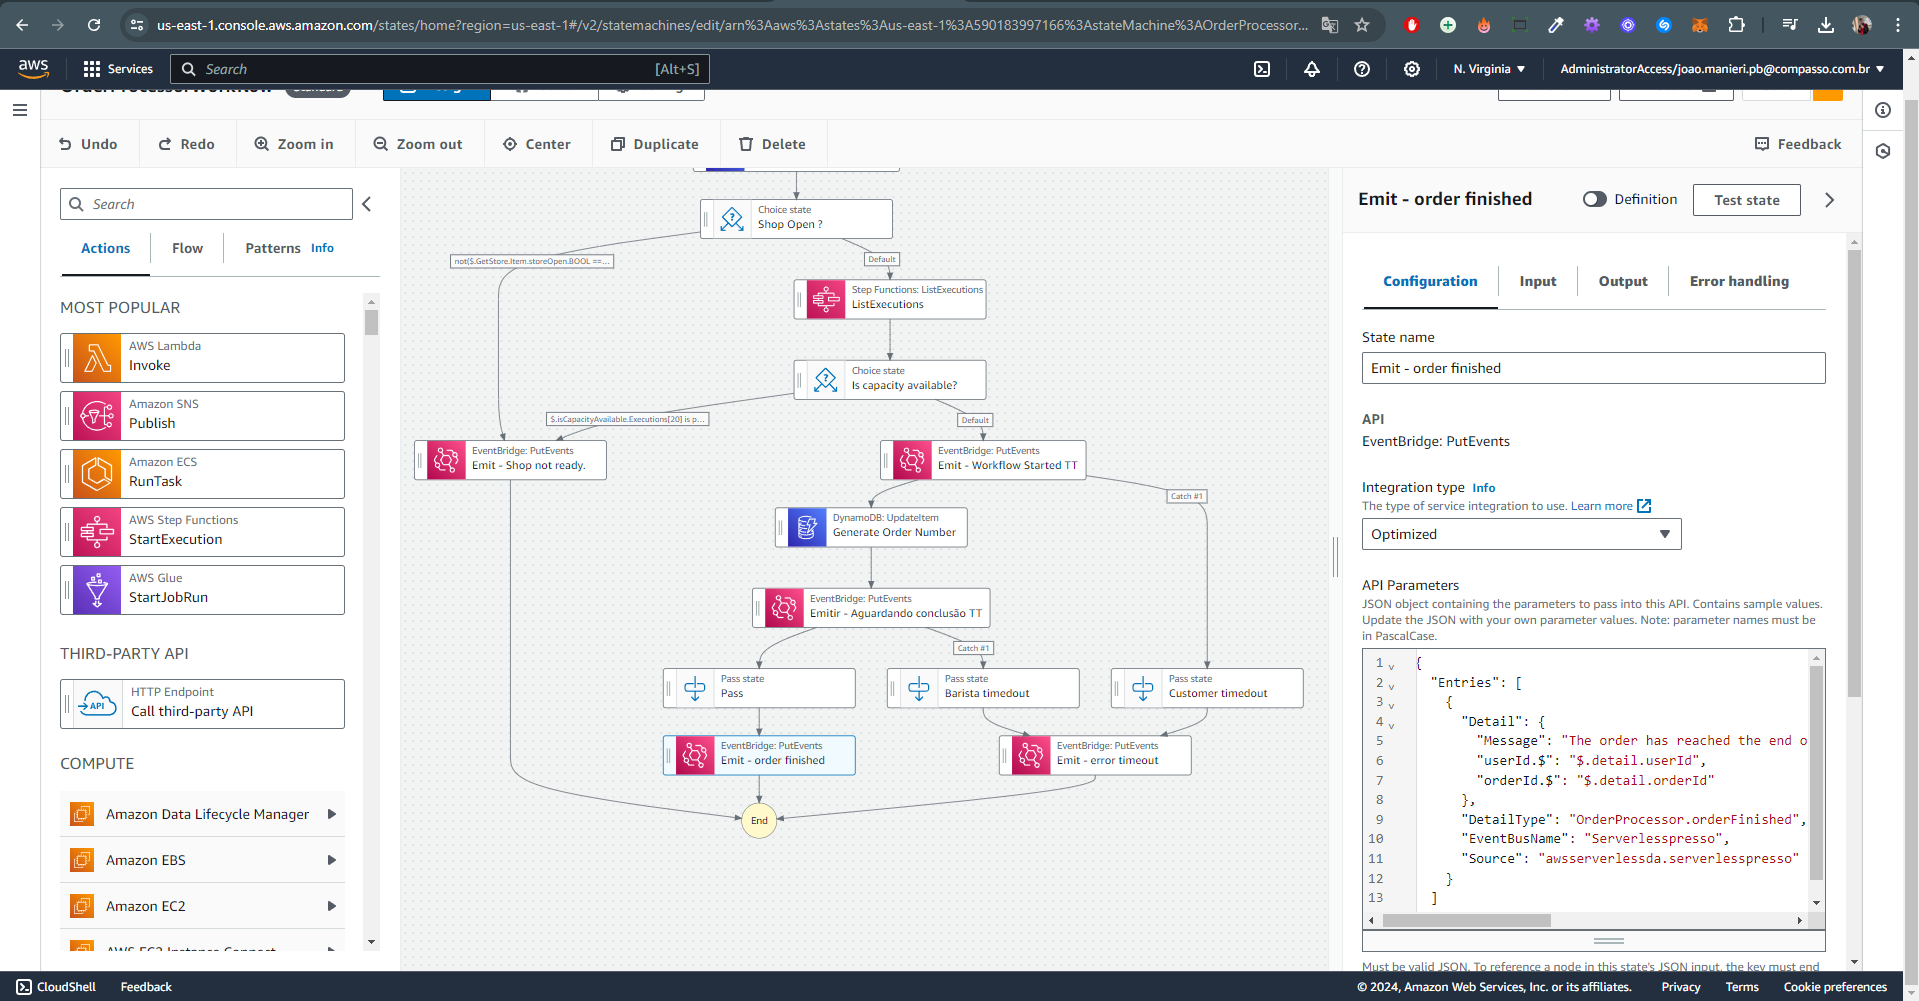 us-east-1.console.aws.amazon.com/states/home?region=us-east-1#/v2/statemachines/edit/arn%3Aaws%3Astates%3Aus-east-1%3A590183997166%3AstateMachine%3AOrderProcessor...
aws
Services
Search
[Alt+S]
N. Virginia
AdministratorAccess/joao.manieri.pb@compasso.com.br
OrderProcessorWorkflow
Standard
Undo
Redo
Zoom in
Zoom out
Center
Duplicate
Delete
Feedback
Search
Actions
Flow
Patterns Info
MOST POPULAR
AWS Lambda
Invoke
Amazon SNS
Publish
Amazon ECS
RunTask
AWS Step Functions
StartExecution
AWS Glue
StartJobRun
THIRD-PARTY API
API
HTTP Endpoint
Call third-party API
COMPUTE
Amazon Data Lifecycle Manager
Amazon EBS
Amazon EC2
AWS EC2 Instance Connect
Choice state
Shop Open ?
not($.GetStore.Item.storeOpen.BOOL ==...
Default
Step Functions: ListExecutions
ListExecutions
Choice state
Is capacity available?
$.isCapacityAvailable.Executions[20] is p...
Default
EventBridge: PutEvents
Emit - Shop not ready.
EventBridge: PutEvents
Emit - Workflow Started TT
Catch #1
DynamoDB: UpdateItem
Generate Order Number
EventBridge: PutEvents
Emitir - Aguardando conclusão TT
Catch #1
Pass state
Pass
Pass state
Barista timedout
Pass state
Customer timedout
EventBridge: PutEvents
Emit - order finished
EventBridge: PutEvents
Emit - error timeout
End
Emit - order finished
Definition
Test state
Configuration
Input
Output
Error handling
State name
Emit - order finished
API
EventBridge: PutEvents
Integration type Info
The type of service integration to use. Learn more
Optimized
API Parameters
JSON object containing the parameters to pass into this API. Contains sample values.
Update the JSON with your own parameter values. Note: parameter names must be
in PascalCase.
1 {
2 "Entries": [
3 {
4 "Detail": {
5 "Message": "The order has reached the end o
6 "userId.$": "$.detail.userId",
7 "orderId.$": "$.detail.orderId"
8 },
9 "DetailType": "OrderProcessor.orderFinished",
10 "EventBusName": "Serverlesspresso",
11 "Source": "awsserverlessda.serverlesspresso"
12 }
13 ]
Must be valid JSON. To reference a node in this state's JSON input, the key must end
CloudShell
Feedback
© 2024, Amazon Web Services, Inc. or its affiliates.
Privacy
Terms
Cookie preferences